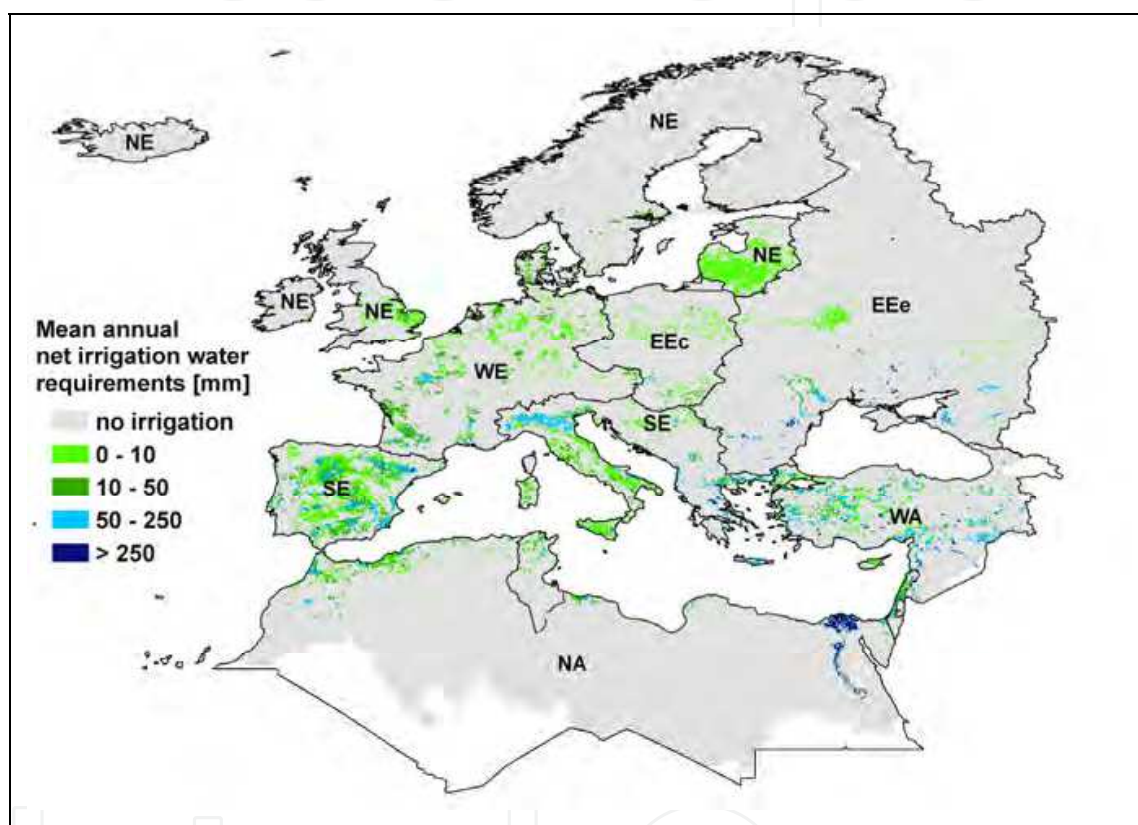 NE
NE
NE
NE
NE
EEe
EEc
WE
SE
SE
WA
NA
Mean annual
net irrigation water
requirements [mm]
no irrigation
0 - 10
10 - 50
50 - 250
> 250